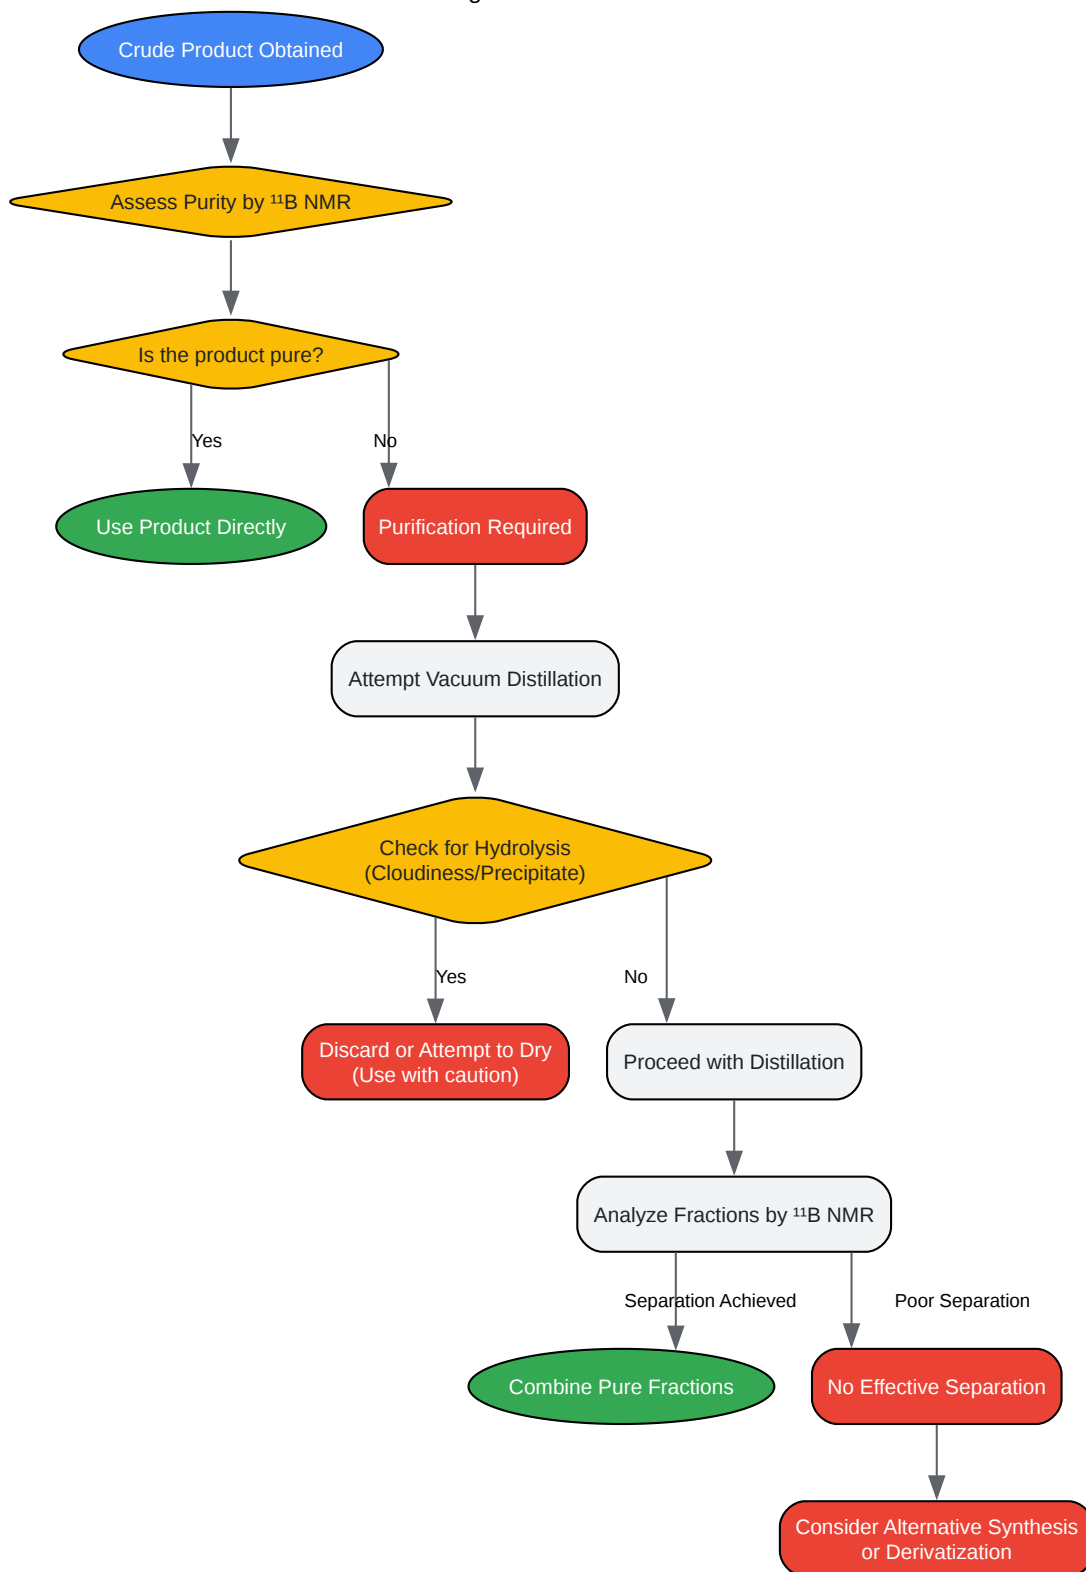 Crude Product Obtained
Assess Purity by ¹¹B NMR
Is the product pure?
Yes
No
Use Product Directly
Purification Required
Attempt Vacuum Distillation
Check for Hydrolysis
(Cloudiness/Precipitate)
Yes
No
Discard or Attempt to Dry
(Use with caution)
Proceed with Distillation
Analyze Fractions by ¹¹B NMR
Separation Achieved
Poor Separation
Combine Pure Fractions
No Effective Separation
Consider Alternative Synthesis
or Derivatization